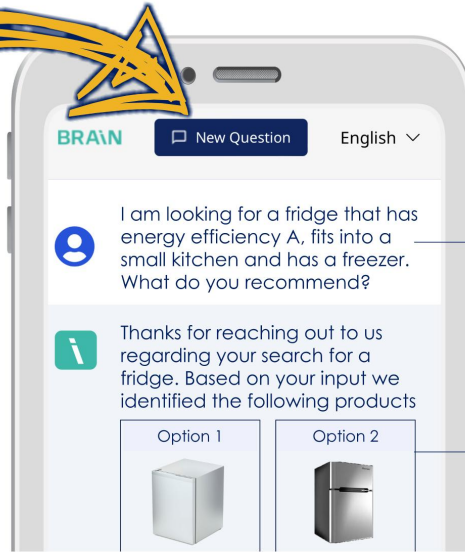 BRAIN New Question English
I am looking for a fridge that has
energy efficiency A, fits into a
small kitchen and has a freezer.
What do you recommend?
Thanks for reaching out to us
regarding your search for a
fridge. Based on your input we
identified the following products
Option 1 Option 2